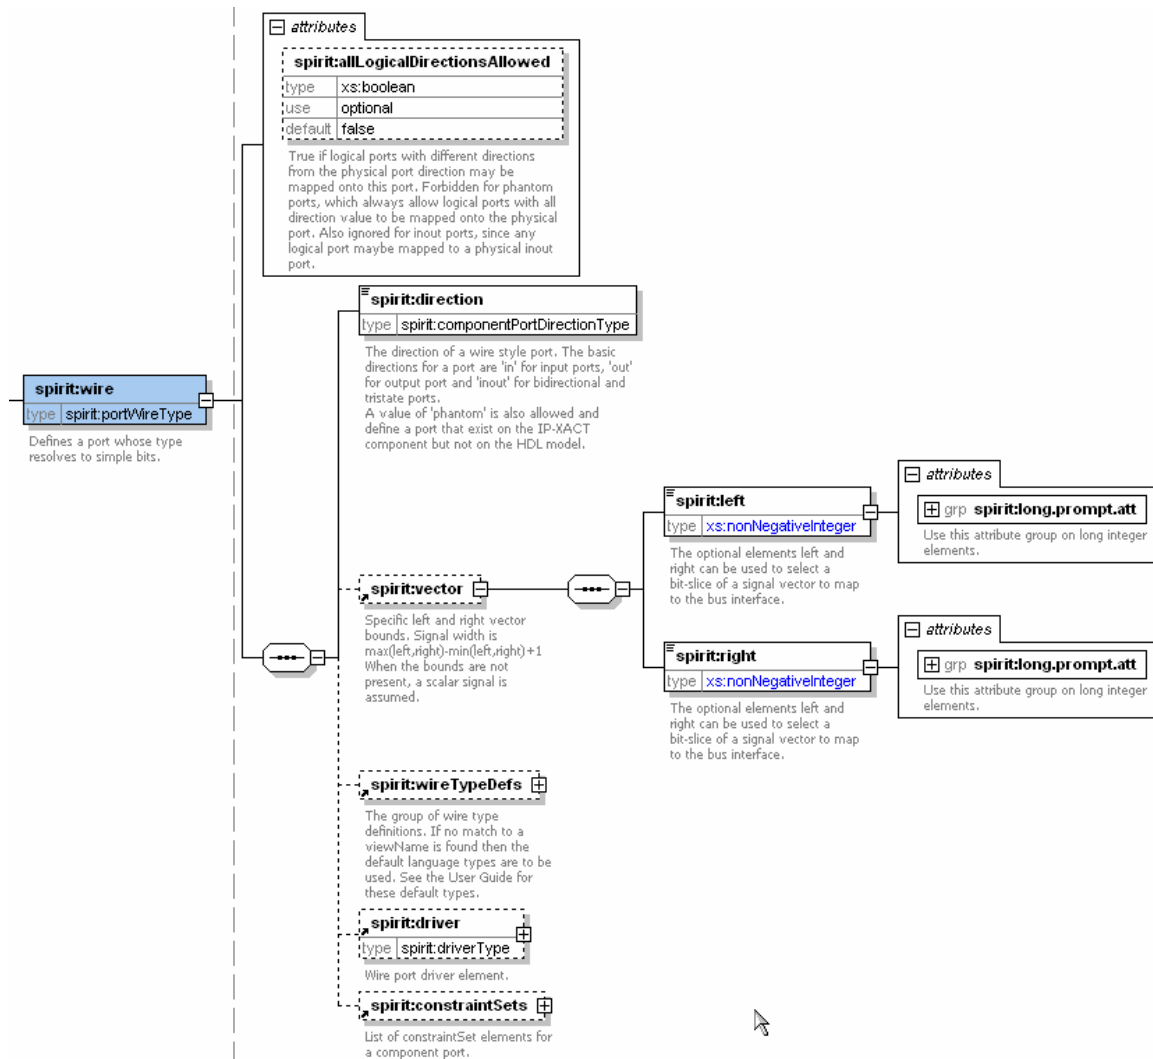 attributes
spirit:allLogicalDirectionsAllowed
type xs:boolean
use optional
default false
True if logical ports with different directions
from the physical port direction may be
mapped onto this port. Forbidden for phantom
ports, which always allow logical ports with all
direction value to be mapped onto the physical
port. Also ignored for inout ports, since any
logical port maybe mapped to a physical inout
port.
spirit:direction
type spirit:componentPortDirectionType
The direction of a wire style port. The basic
directions for a port are 'in' for input ports, 'out'
for output port and 'inout' for bidirectional and
tristate ports.
A value of 'phantom' is also allowed and
define a port that exist on the IP-XACT
component but not on the HDL model.
spirit:wire
type spirit:portWireType
Defines a port whose type
resolves to simple bits.
spirit:left
type xs:nonNegativeInteger
The optional elements left and
right can be used to select a
bit-slice of a signal vector to map
to the bus interface.
attributes
grp spirit:long.prompt.att
Use this attribute group on long integer
elements.
spirit:vector
Specific left and right vector
bounds. Signal width is
max(left,right)-min(left,right)+1
When the bounds are not
present, a scalar signal is
assumed.
spirit:right
type xs:nonNegativeInteger
The optional elements left and
right can be used to select a
bit-slice of a signal vector to map
to the bus interface.
attributes
grp spirit:long.prompt.att
Use this attribute group on long integer
elements.
spirit:wireTypeDefs
The group of wire type
definitions. If no match to a
viewName is found then the
default language types are to be
used. See the User Guide for
these default types.
spirit:driver
type spirit:driverType
Wire port driver element.
spirit:constraintSets
List of constraintSet elements for
a component port.